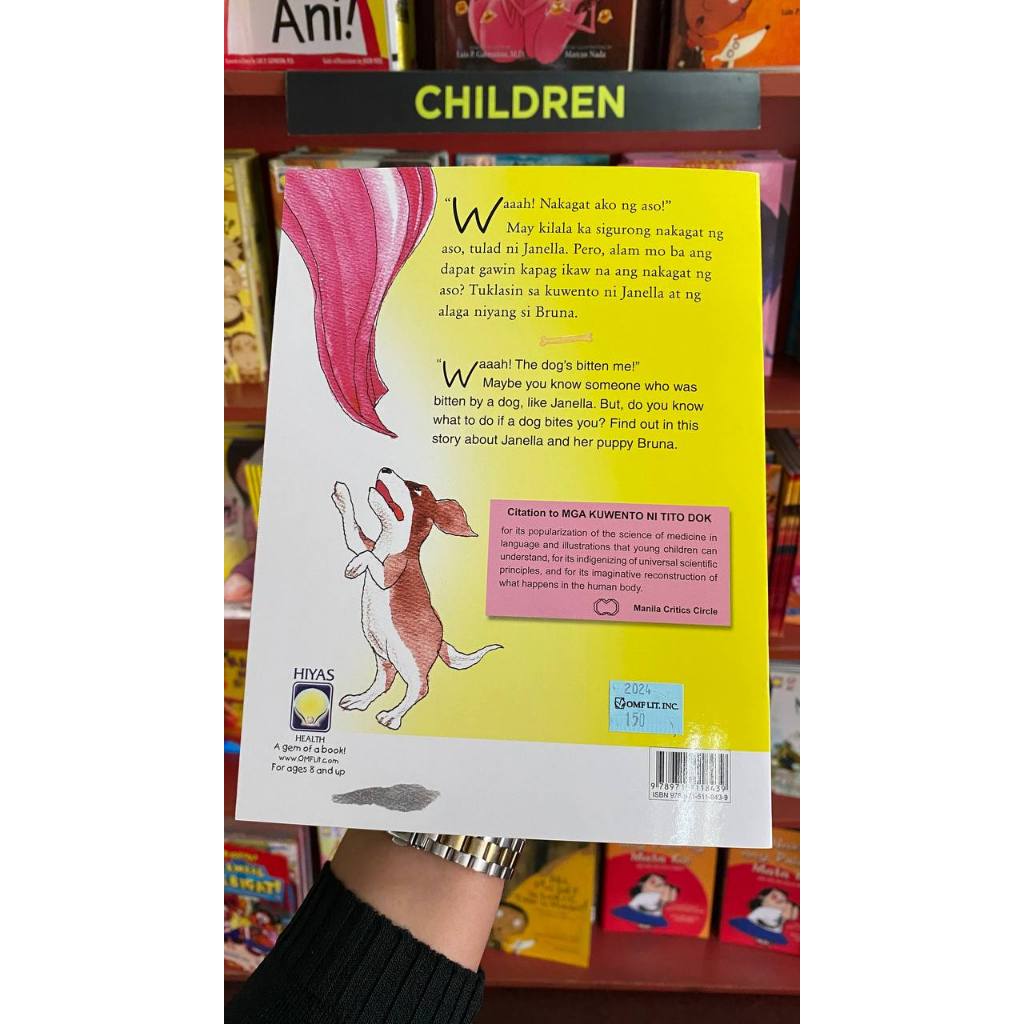 Ani!
Luis P. Gatmaitan, M.D.
Marcus Nada
CHILDREN
"Waaah! Nakagat ako ng aso!"
May kilala ka sigurong nakagat ng
aso, tulad ni Janella. Pero, alam mo ba ang
dapat gawin kapag ikaw na ang nakagat ng
aso? Tuklasin sa kuwento ni Janella at ng
alaga niyang si Bruna.
"Waaah! The dog's bitten me!"
Maybe you know someone who was
bitten by a dog, like Janella. But, do you know
what to do if a dog bites you? Find out in this
story about Janella and her puppy Bruna.
Citation to MGA KUWENTO NI TITO DOK
for its popularization of the science of medicine in
language and illustrations that young children can
understand, for its indigenizing of universal scientific
principles, and for its imaginative reconstruction of
what happens in the human body.
Manila Critics Circle
HIYAS
HEALTH
A gem of a book!
www.OMFLit.com
For ages 8 and up
2024
OMFLIT. INC.
150